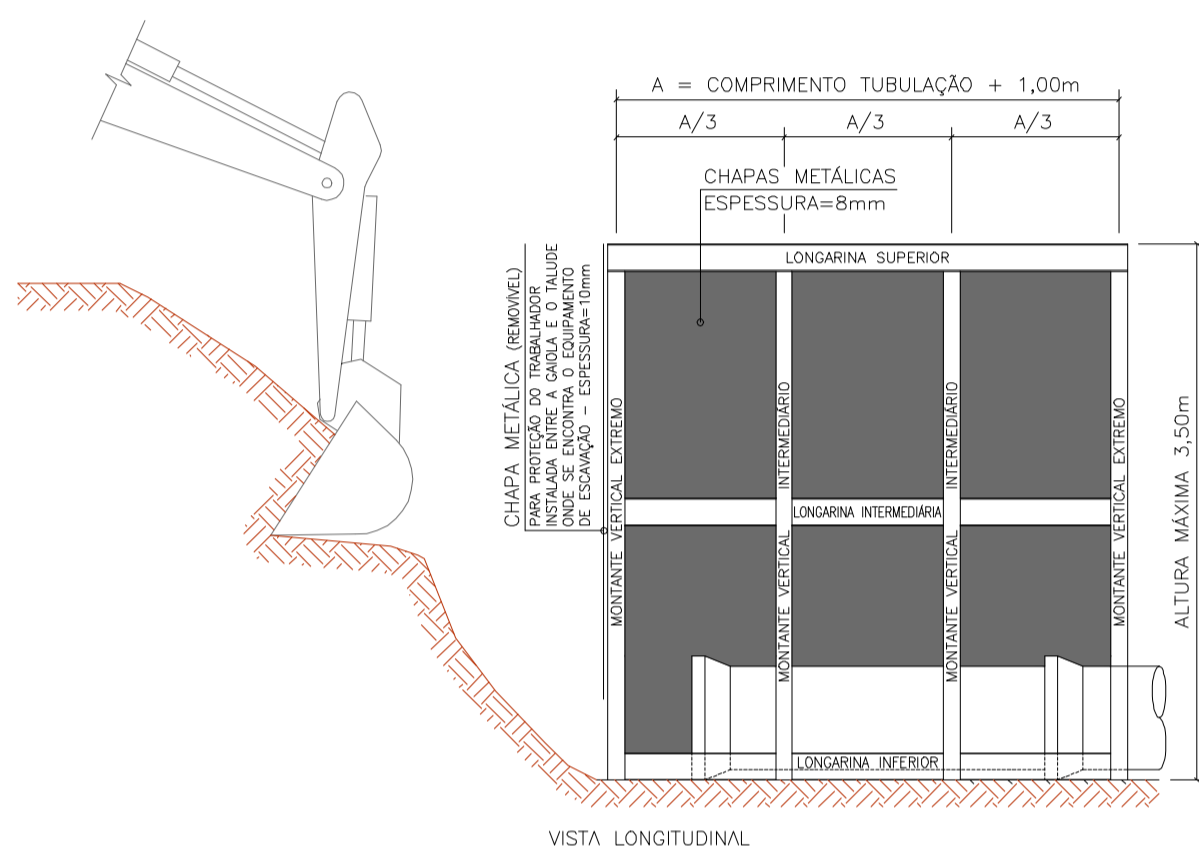 A = COMPRIMENTO TUBULAÇÃO + 1,00m
A/3
A/3
A/3
CHAPAS METÁLICAS
ESPESSURA=8mm
CHAPA METÁLICA (REMOVÍVEL)
PARA PROTEÇÃO DO TRABALHADOR
INSTALADA ENTRE A GAIOLA E O TALUDE
ONDE SE ENCONTRA O EQUIPAMENTO
DE ESCAVAÇÃO - ESPESSURA=10mm
LONGARINA SUPERIOR
MONTANTE VERTICAL EXTREMO
MONTANTE VERTICAL INTERMEDIÁRIO
MONTANTE VERTICAL INTERMEDIÁRIO
MONTANTE VERTICAL EXTREMO
LONGARINA INTERMEDIÁRIA
LONGARINA INFERIOR
ALTURA MÁXIMA 3,50m
VISTA LONGITUDINAL